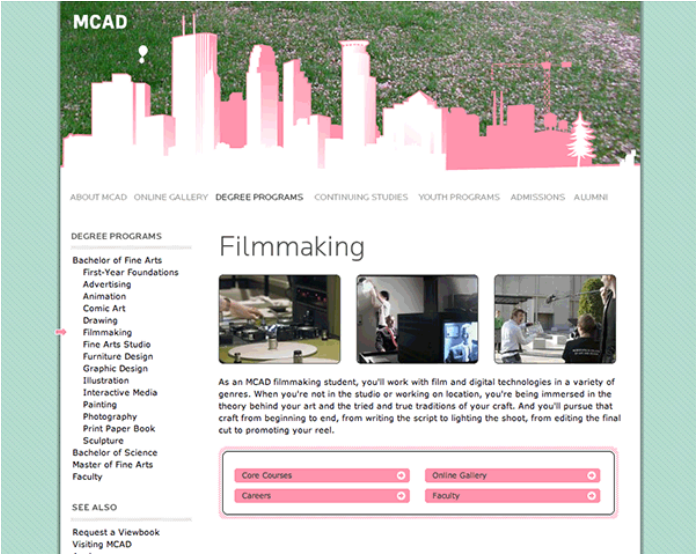 MCAD
ABOUT MCAD ONLINE GALLERY DEGREE PROGRAMS CONTINUING STUDIES YOUTH PROGRAMS ADMISSIONS ALUMNI
DEGREE PROGRAMS
Bachelor of Fine Arts
First-Year Foundations
Advertising
Animation
Comic Art
Drawing
Filmmaking
Fine Arts Studio
Furniture Design
Graphic Design
Illustration
Interactive Media
Painting
Photography
Print Paper Book
Sculpture
Bachelor of Science
Master of Fine Arts
Faculty
SEE ALSO
Request a Viewbook
Visiting MCAD
Filmmaking
As an MCAD filmmaking student, you'll work with film and digital technologies in a variety of
genres. When you're not in the studio or working on location, you're being immersed in the
theory behind your art and the tried and true traditions of your craft. And you'll pursue that
craft from beginning to end, from writing the script to lighting the shoot, from editing the final
cut to promoting your reel.
Core Courses
Online Gallery
Careers
Faculty